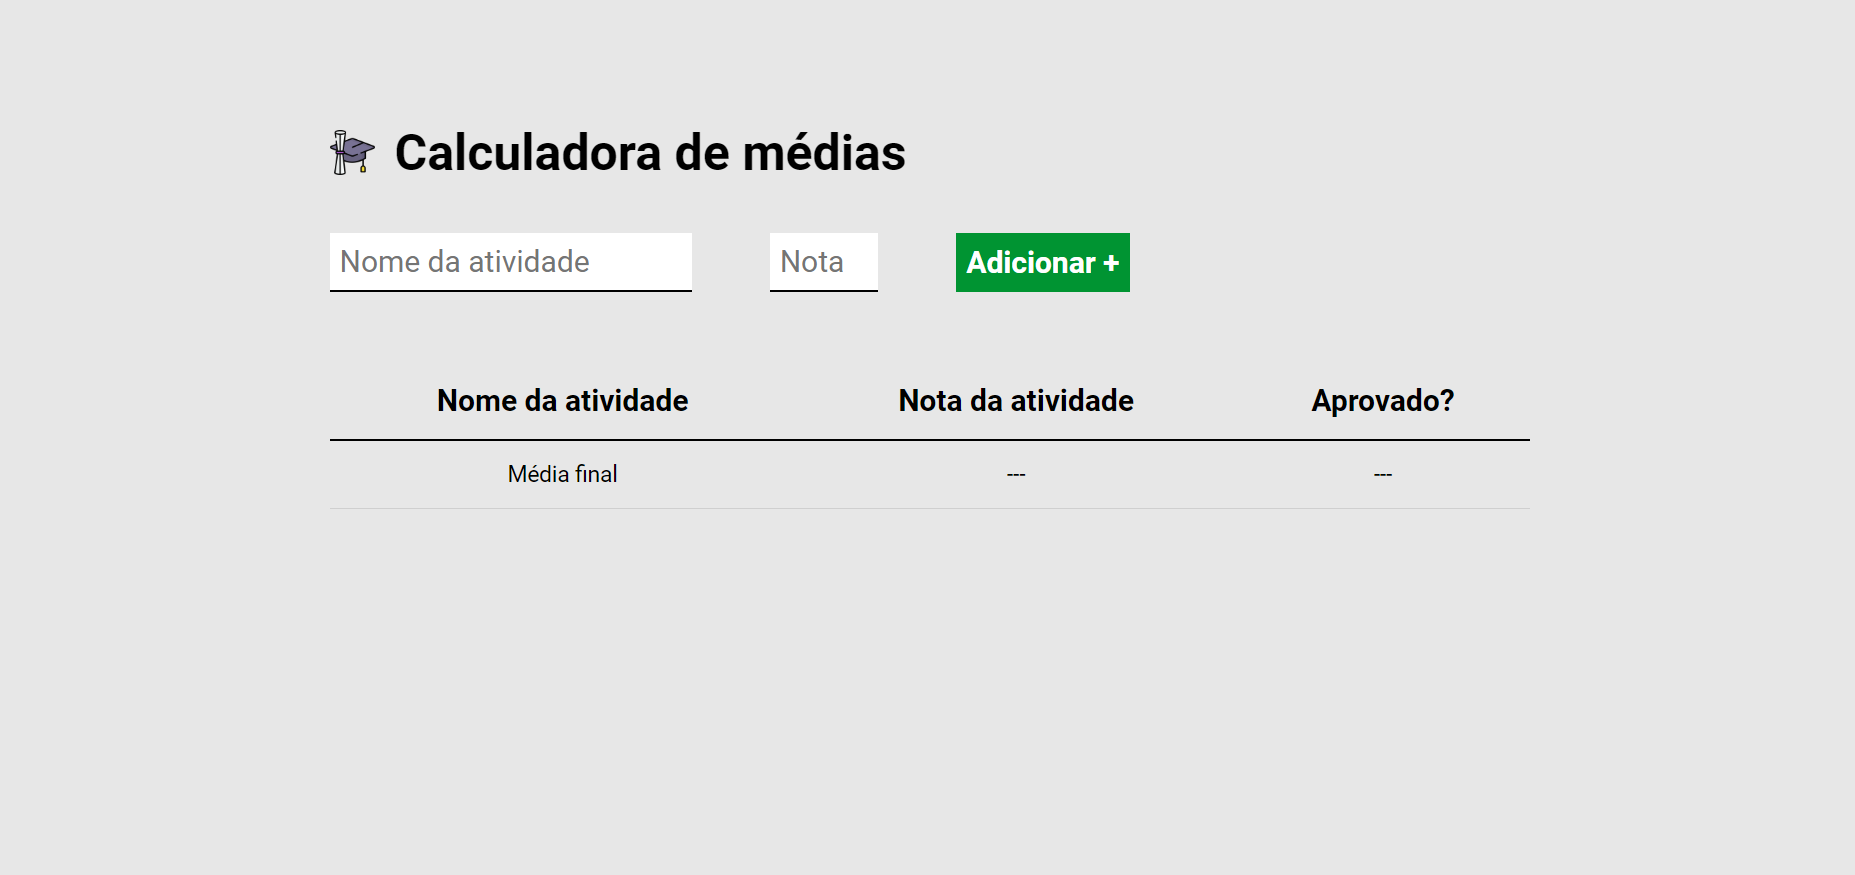 Calculadora de médias
Nome da atividade Nota Adicionar +
Nome da atividade Nota da atividade Aprovado?
Média final --- ---